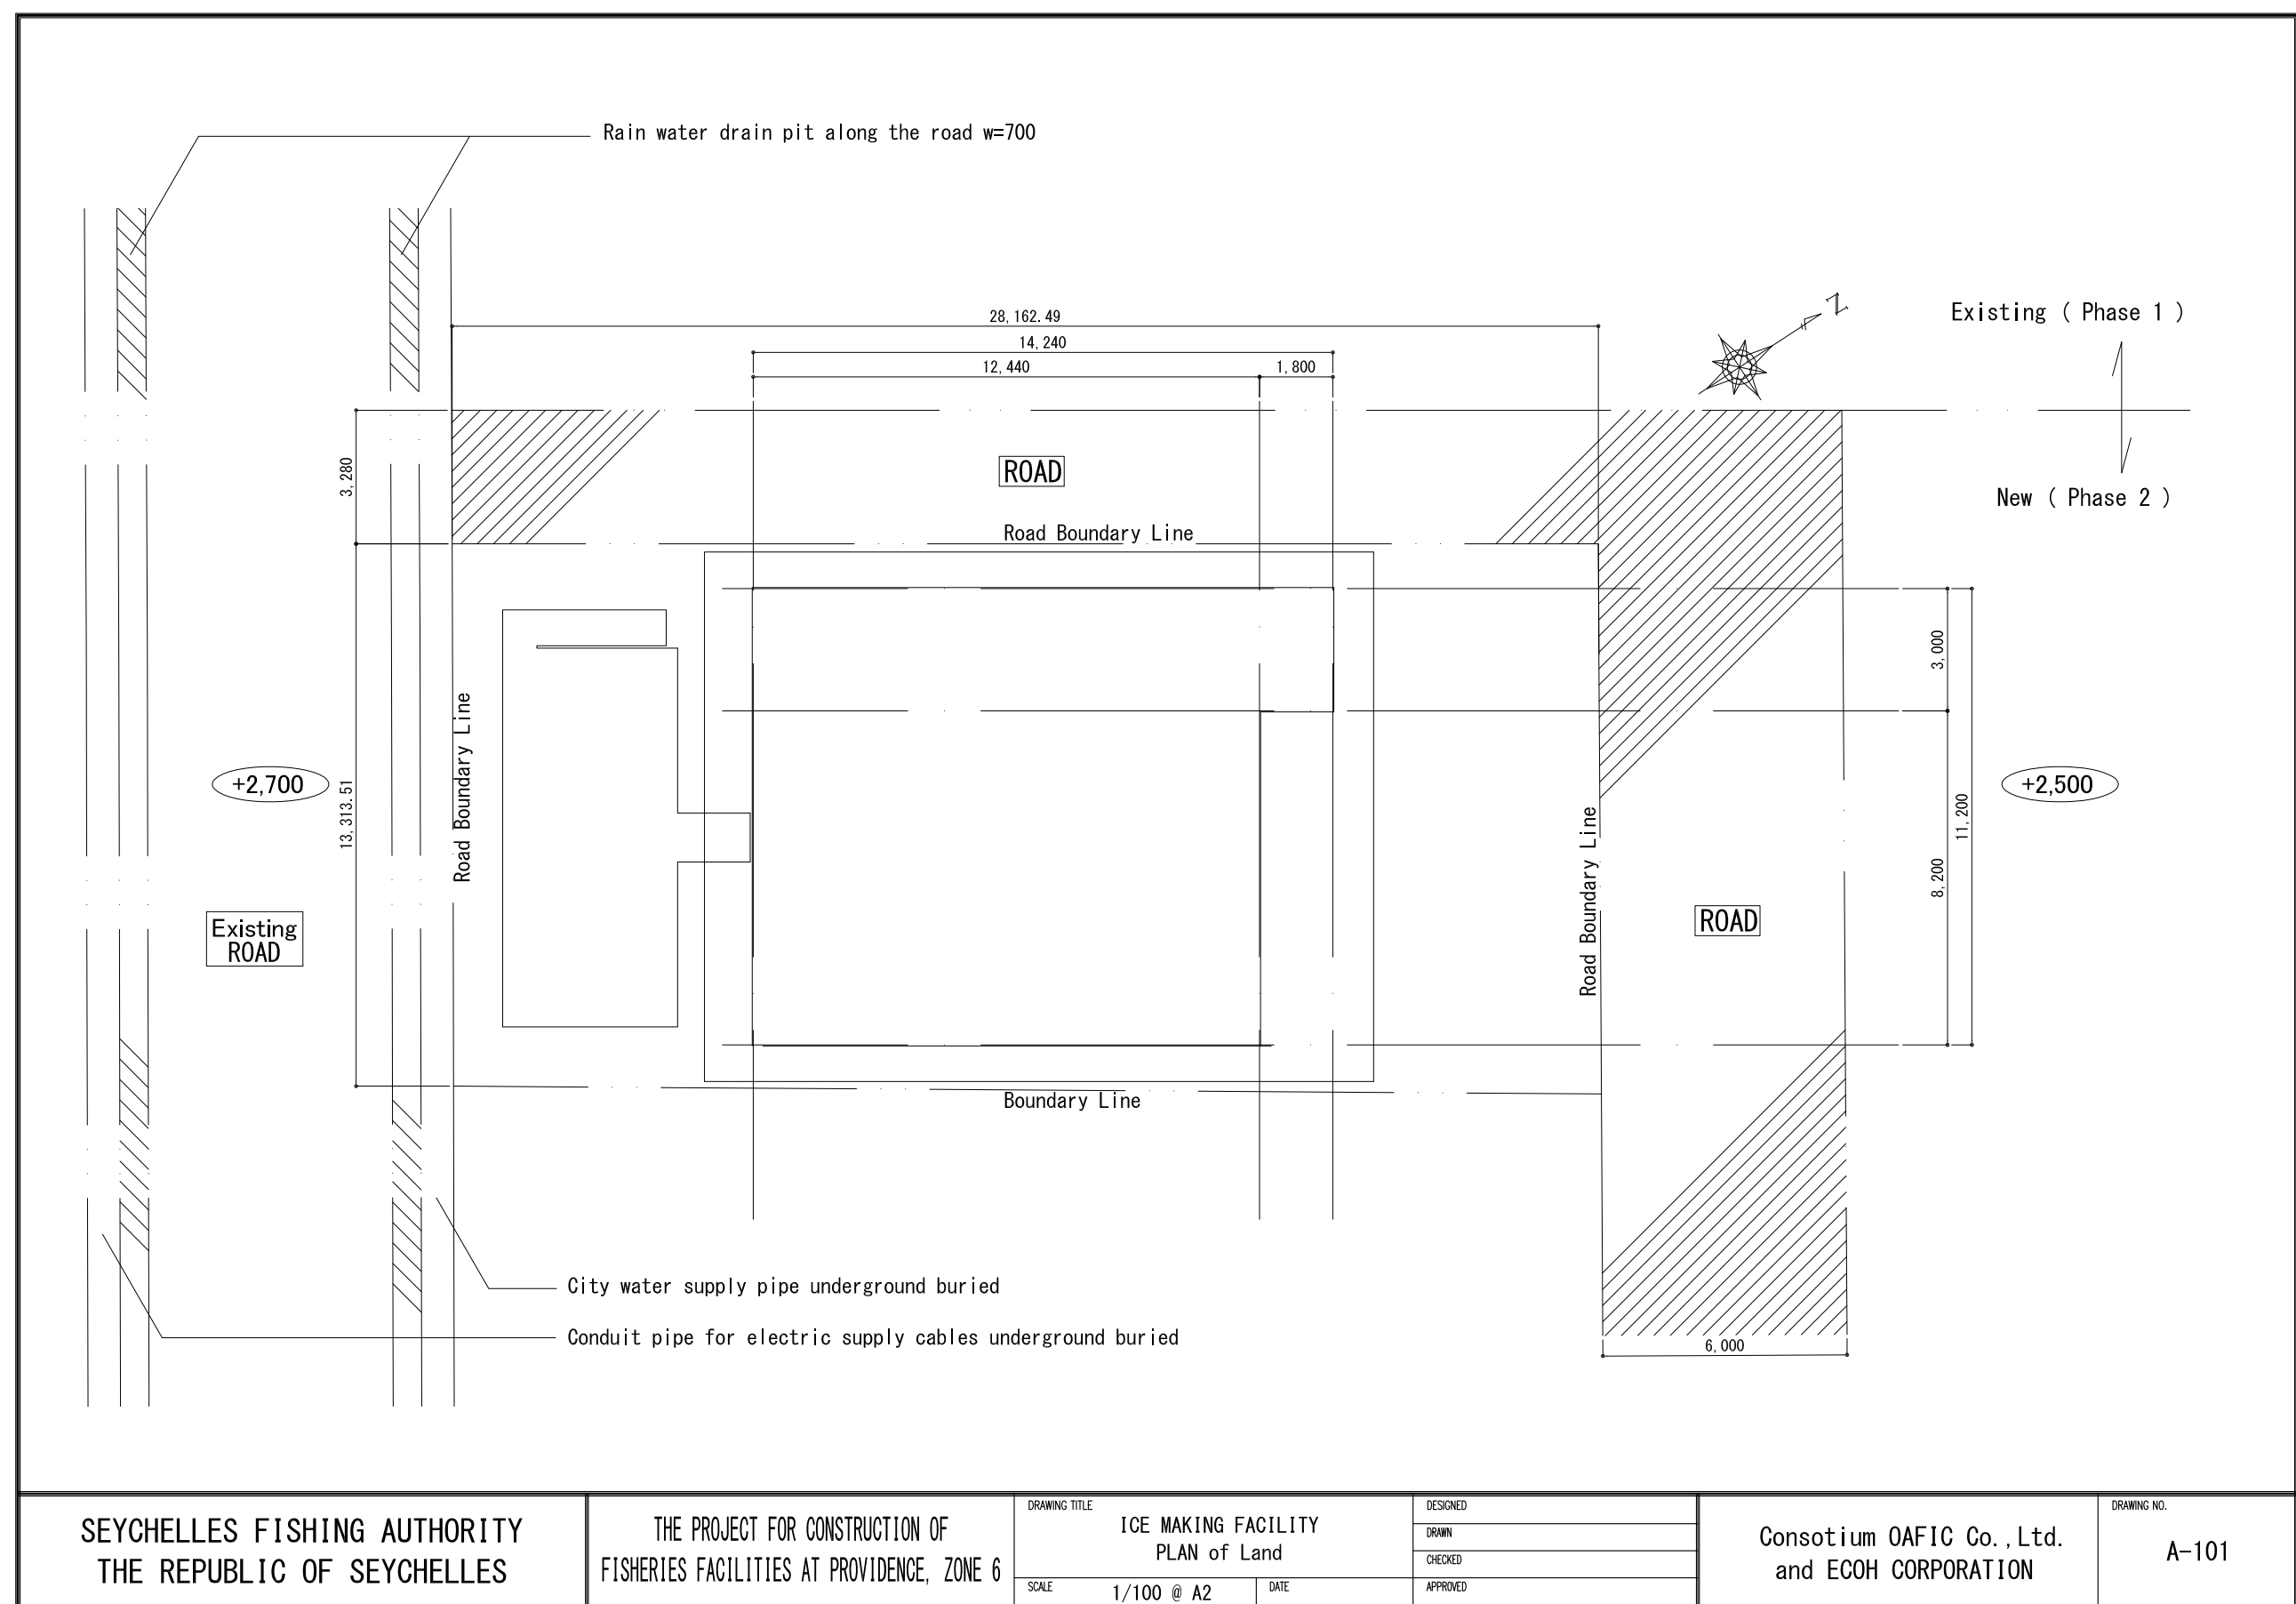 Rain water drain pit along the road w=700
28,162.49
14,240
12,440
1,800
N
Existing ( Phase 1 )
New ( Phase 2 )
3,280
ROAD
Road Boundary Line
3,000
Road Boundary Line
+2,700
13,313.51
+2,500
11,200
8,200
Road Boundary Line
Existing
ROAD
ROAD
Boundary Line
City water supply pipe underground buried
Conduit pipe for electric supply cables underground buried
6,000
SEYCHELLES FISHING AUTHORITY
THE REPUBLIC OF SEYCHELLES
THE PROJECT FOR CONSTRUCTION OF
FISHERIES FACILITIES AT PROVIDENCE, ZONE 6
DRAWING TITLE
ICE MAKING FACILITY
PLAN of Land
SCALE
1/100 @ A2
DATE
DESIGNED
DRAWN
CHECKED
APPROVED
Consotium OAFIC Co.,Ltd.
and ECOH CORPORATION
DRAWING NO.
A-101